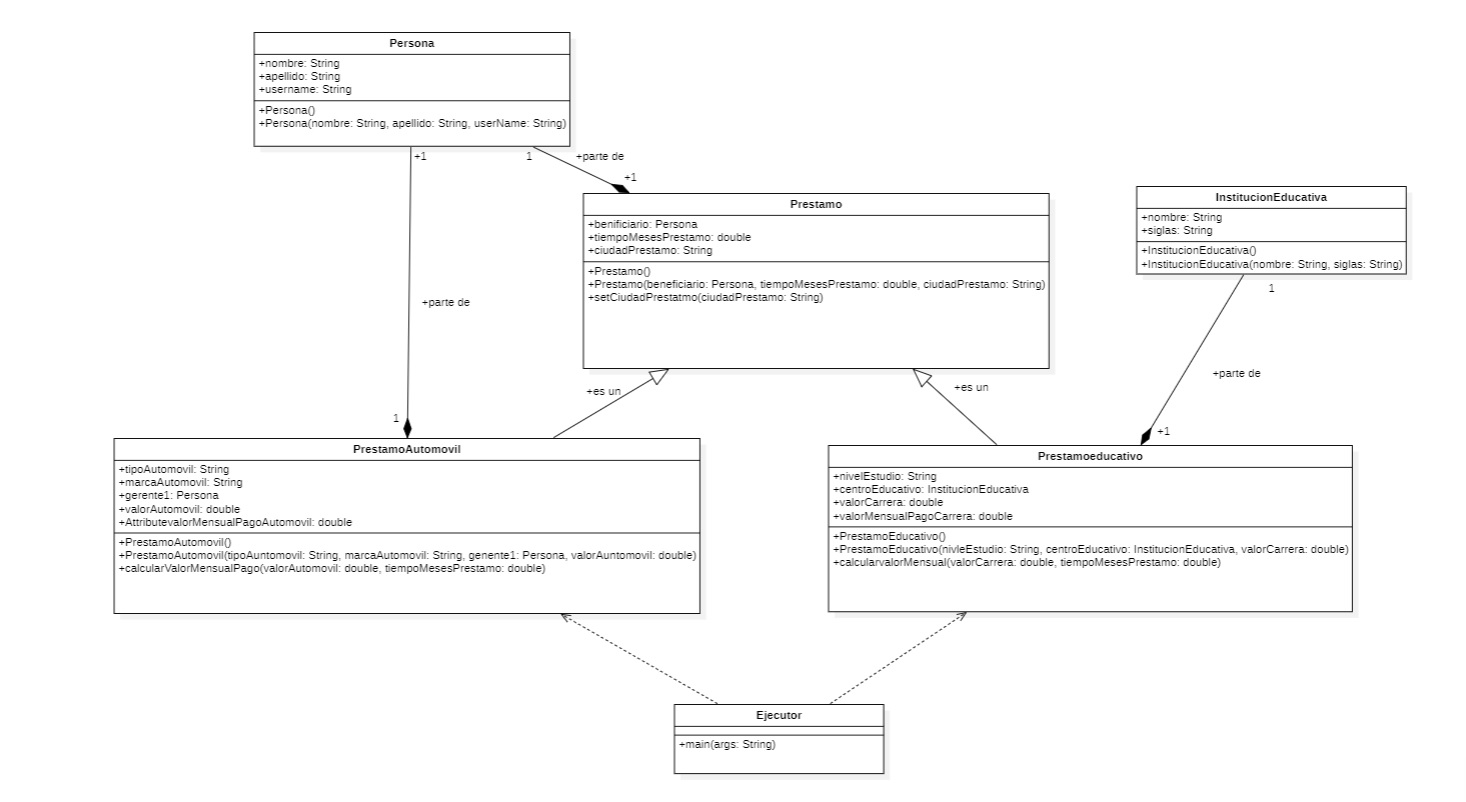 Persona
+nombre: String
+apellido: String
+username: String
+Persona()
+Persona(nombre: String, apellido: String, userName: String)
+1
1
+parte de
+1
Prestamo
+benificiario: Persona
+tiempoMesesPrestamo: double
+ciudadPrestamo: String
+Prestamo()
+Prestamo(beneficiario: Persona, tiempoMesesPrestamo: double, ciudadPrestamo: String)
+setCiudadPrestatmo(ciudadPrestamo: String)
InstitucionEducativa
+nombre: String
+siglas: String
+InstitucionEducativa()
+InstitucionEducativa(nombre: String, siglas: String)
1
+parte de
+parte de
+es un
+es un
1
+1
PrestamoAutomovil
+tipoAutomovil: String
+marcaAutomovil: String
+gerente1: Persona
+valorAutomovil: double
+AttributevalorMensualPagoAutomovil: double
+PrestamoAutomovil()
+PrestamoAutomovil(tipoAuntomovil: String, marcaAutomovil: String, genente1: Persona, valorAuntomovil: double)
+calcularValorMensualPago(valorAutomovil: double, tiempoMesesPrestamo: double)
Prestamoeducativo
+nivelEstudio: String
+centroEducativo: InstitucionEducativa
+valorCarrera: double
+valorMensualPagoCarrera: double
+PrestamoEducativo()
+PrestamoEducativo(nivleEstudio: String, centroEducativo: InstitucionEducativa, valorCarrera: double)
+calcularvalorMensual(valorCarrera: double, tiempoMesesPrestamo: double)
Ejecutor
+main(args: String)